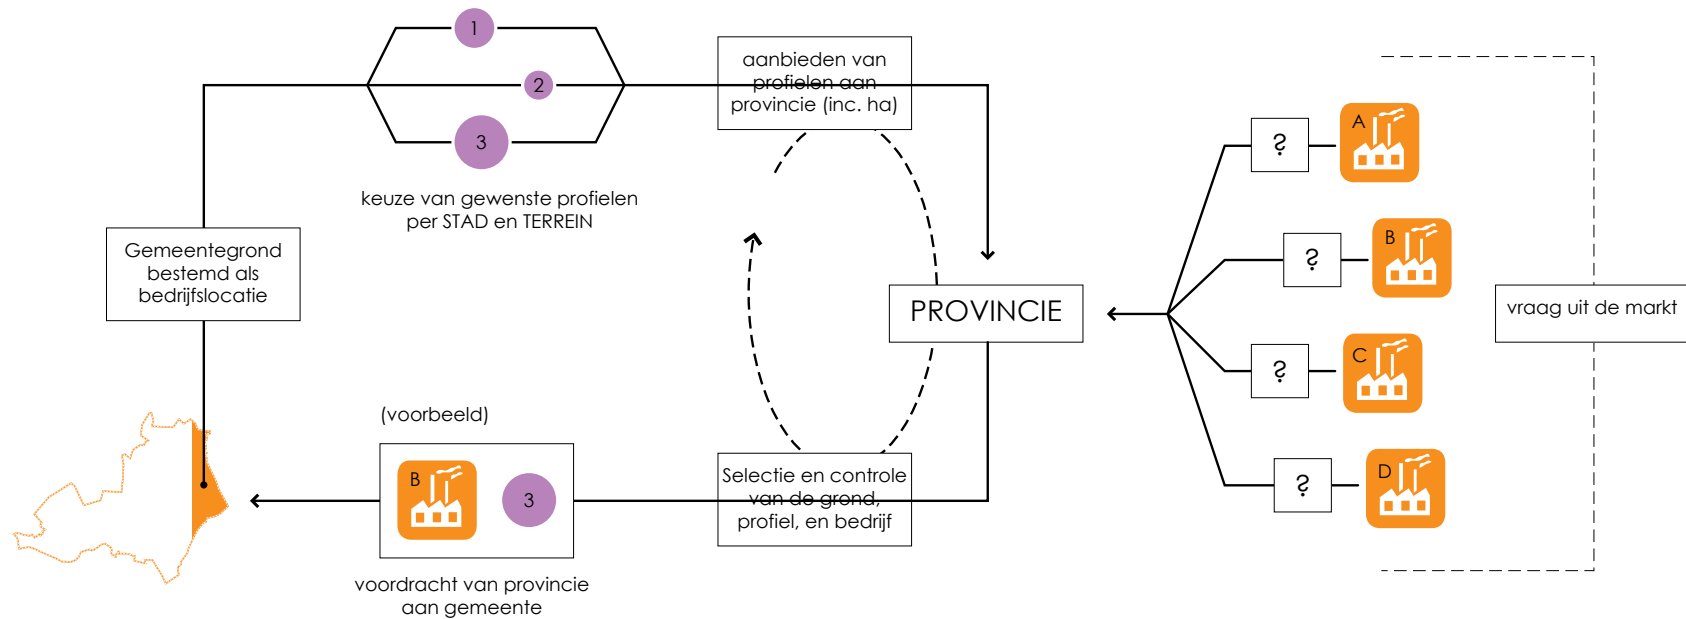 1
2
3
keuze van gewenste profielen
per STAD en TERREIN
aanbieden van
profielen aan
provincie (inc. ha)
Gemeentegrond
bestemd als
bedrijfslocatie
PROVINCIE
? A
? B
? C
? D
vraag uit de markt
(voorbeeld)
B 3
voordracht van provincie
aan gemeente
Selectie en controle
van de grond,
profiel, en bedrijf